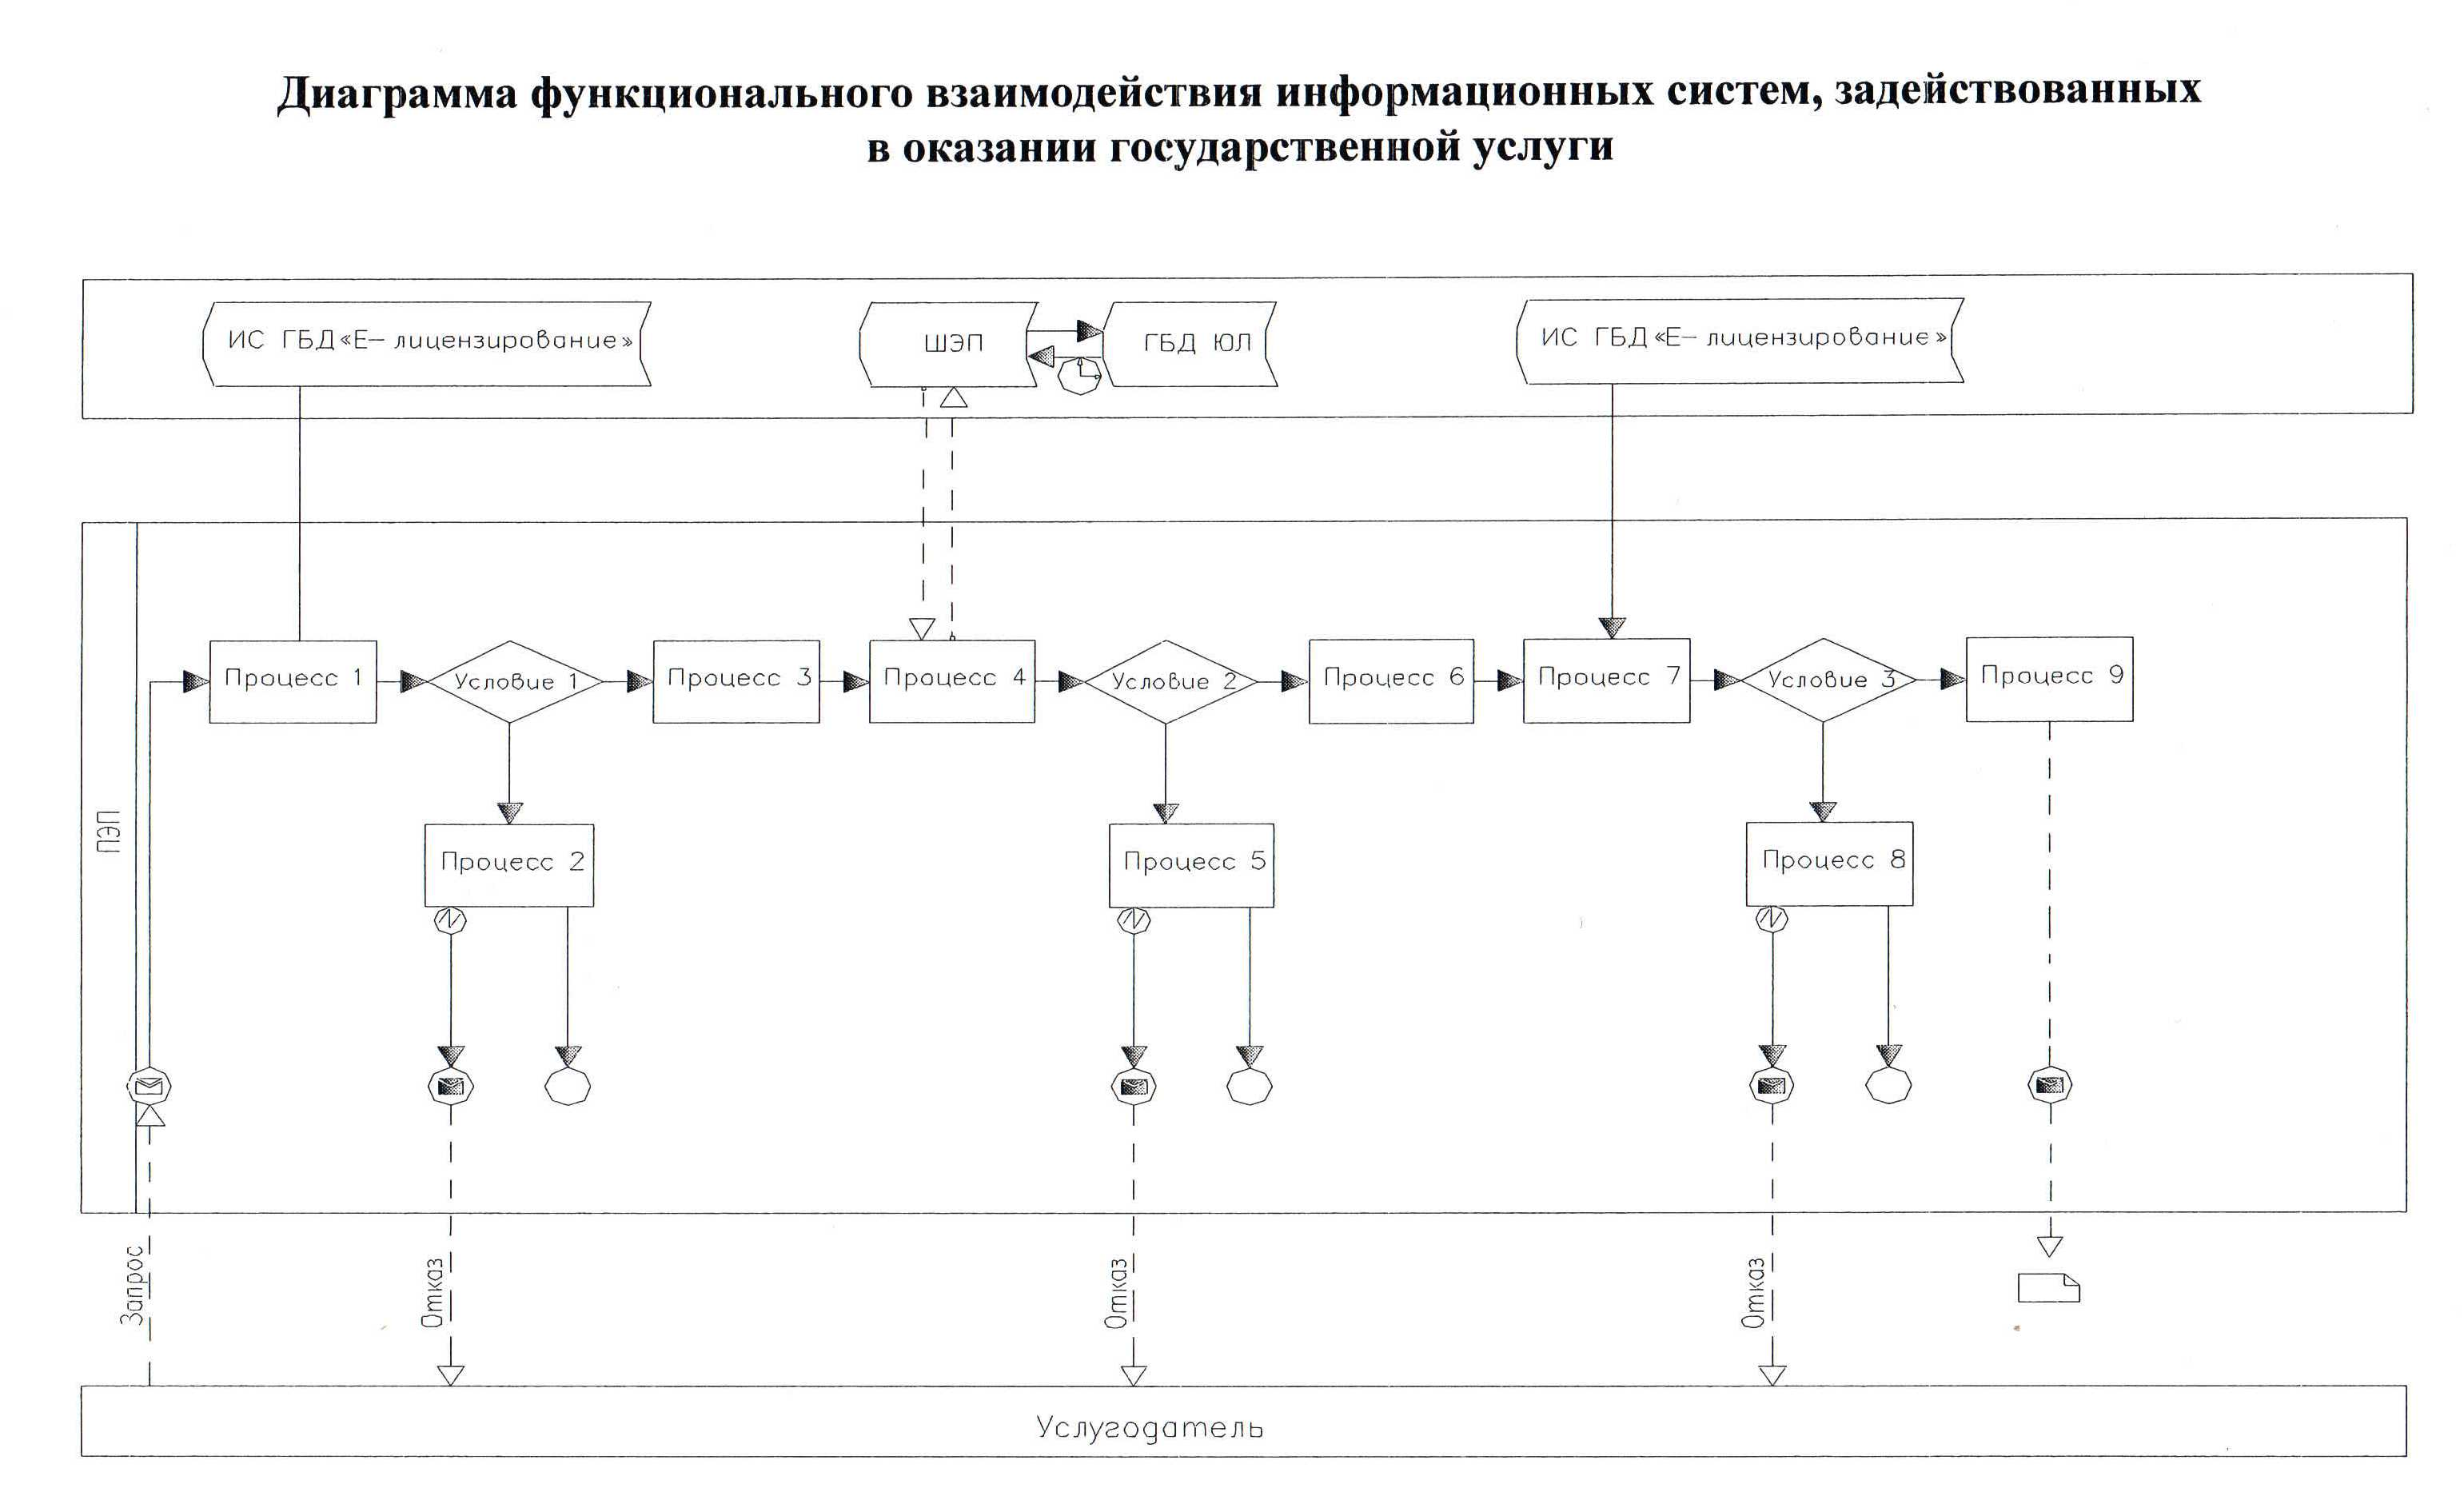 Диаграмма функционального взаимодействия информационных систем, задействованных
в оказании государственной услуги
ИС ГБД«Е– лицензирование»
ШЭП
ГБД ЮЛ
ИС ГБД«Е– лицензирование»
ПЭП
Процесс 1
Условие 1
Процесс 3
Процесс 4
Условие 2
Процесс 6
Процесс 7
Условие 3
Процесс 9
Процесс 2
Процесс 5
Процесс 8
Запрос
Отказ
Отказ
Отказ
Услугодатель